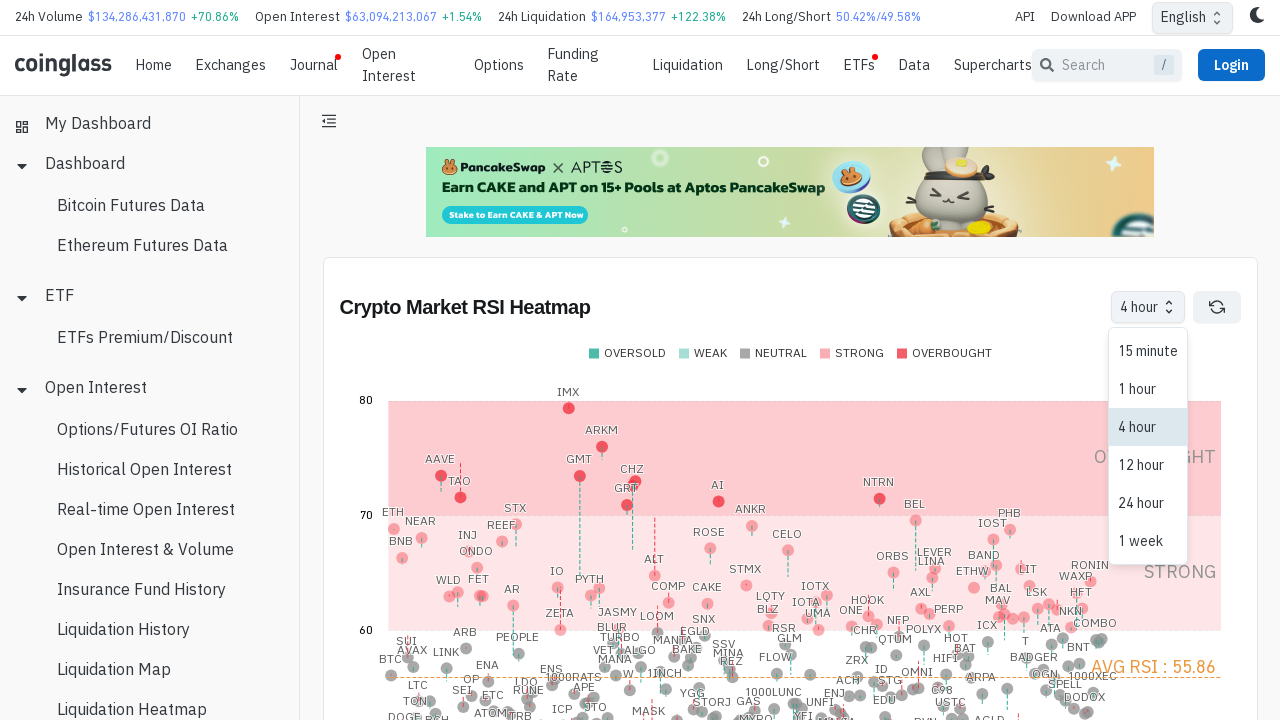 24h Volume $134,286,431,870 +70.86% Open Interest $63,094,213,067 +1.54% 24h Liquidation $164,953,377 +122.38% 24h Long/Short 50.42%/49.58% API Download APP English
coinglass Home Exchanges Journal Open Interest Options Funding Rate Liquidation Long/Short ETFs Data Supercharts Search / Login
My Dashboard
Dashboard
Bitcoin Futures Data
Ethereum Futures Data
ETF
ETFs Premium/Discount
Open Interest
Options/Futures OI Ratio
Historical Open Interest
Real-time Open Interest
Open Interest & Volume
Insurance Fund History
Liquidation History
Liquidation Map
Liquidation Heatmap
PancakeSwap X APTOS
Earn CAKE and APT on 15+ Pools at Aptos PancakeSwap
Stake to Earn CAKE & APT Now
Crypto Market RSI Heatmap
4 hour
15 minute
1 hour
4 hour
12 hour
24 hour
1 week
OVERSOLD WEAK NEUTRAL STRONG OVERBOUGHT
80
IMX
ARKM
AAVE TAO GMT CHZ
GRT AI NTRN
70
ETH NEAR STX ANKR BEL PHB
BNB INJ REEF ROSE CELO IOST
ONDO ALT ORBS LEVER BAND
LINA LIT RONIN
WLD FET IO STMX ETHW WAXP
AR PYTH COMP CAKE IOTX BAL LSK HFT
ZETA JASMY LOOM SNX LQTY IOTA HOOK AXL MAV
BLZ UMA ONE PERP NKN
60
SUI ARB PEOPLE BLUR EGLD RSR CHR NFP POLYX ICX ATA COMBO
AVAX LINK TURBO MANTA SSV GLM QTUM HOT T
BTC VET ALGO BAKE MINA FLOW ZRX HIFI BAT BADGER BNT
MANA REZ
STRONG
AVG RSI : 55.86
LTC OP ENA ENS 1000RATS W 1INCH ID OMNI ARPA OGN 1000XEC
TON SEI ETC LDO RUNE APE YGG 1000LUNC ACH STG C98 SPELL
ICP JTO STORJ GAS ENJ EDU USTC DODOX
DOGE ATOM MASK UNFI